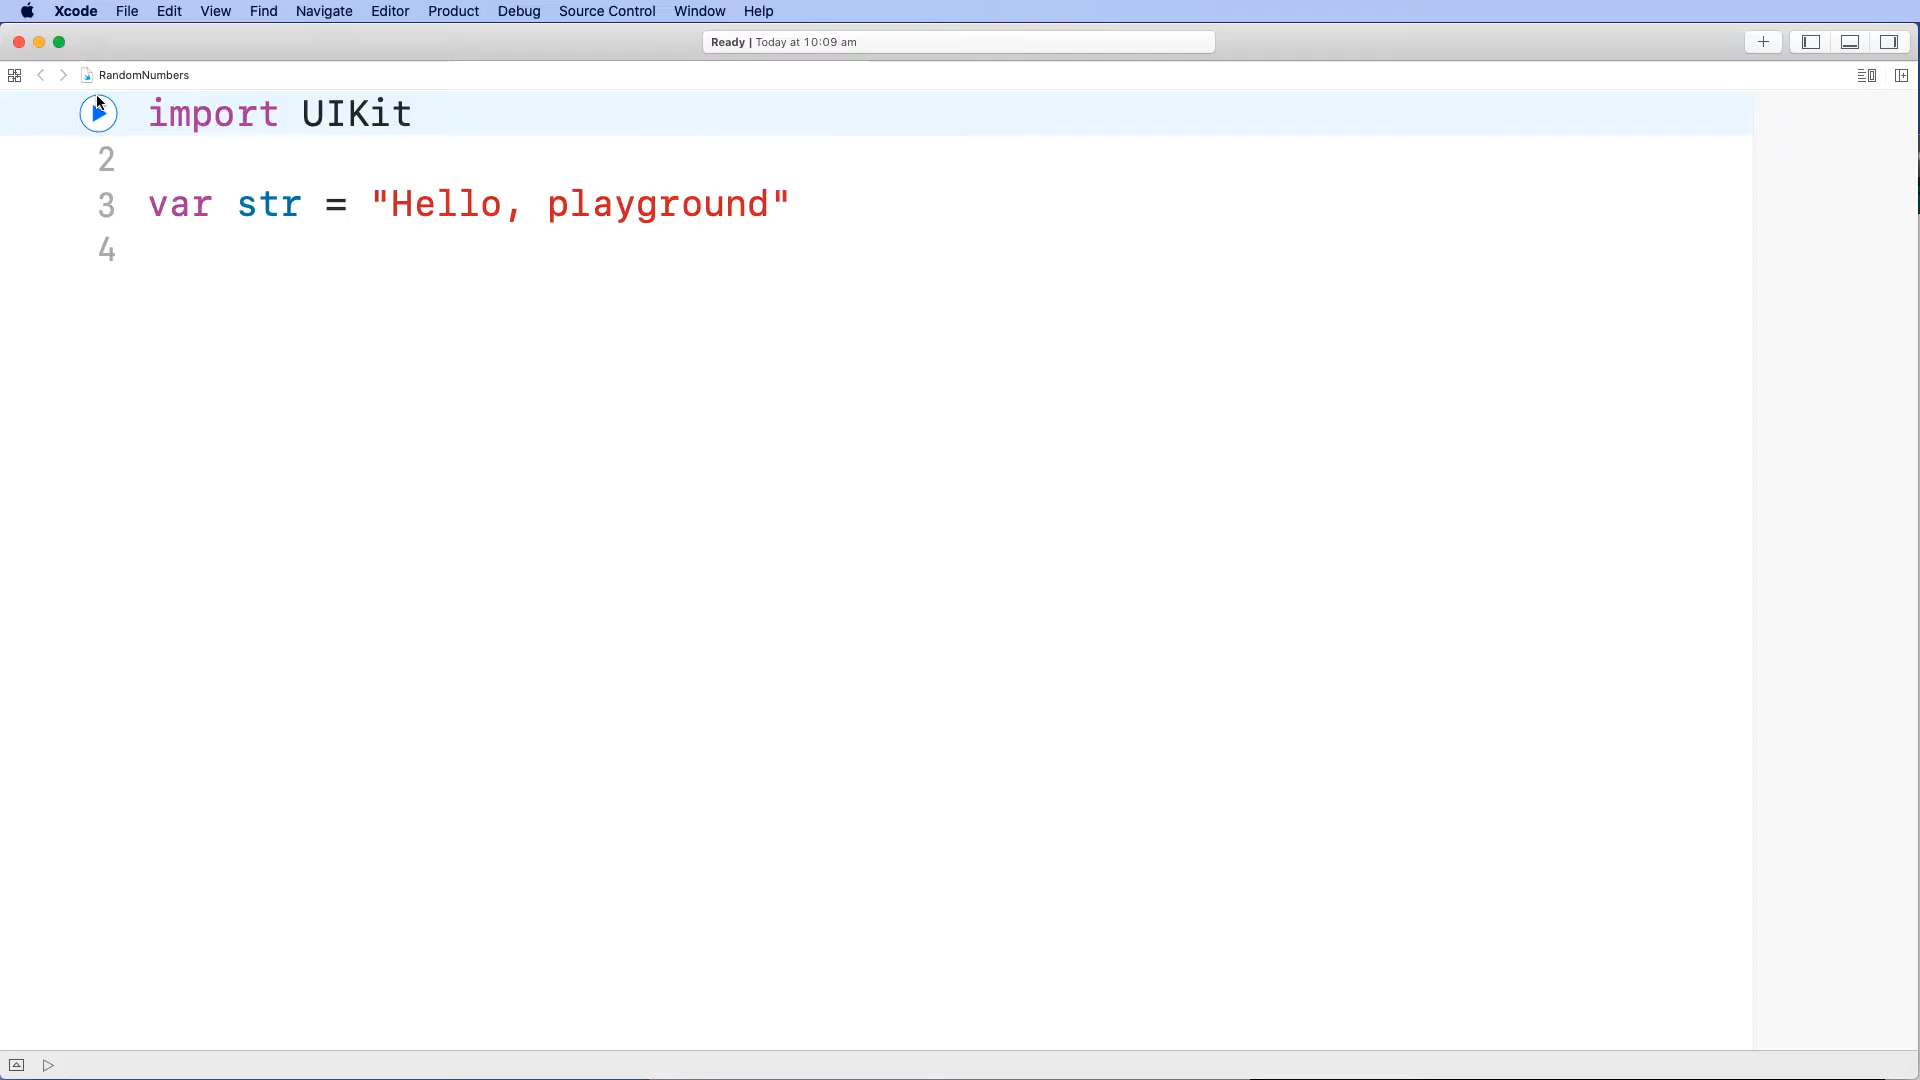 Xcode File Edit View Find Navigate Editor Product Debug Source Control Window Help
Ready | Today at 10:09 am
RandomNumbers
import UIKit
2
3 var str = "Hello, playground"
4